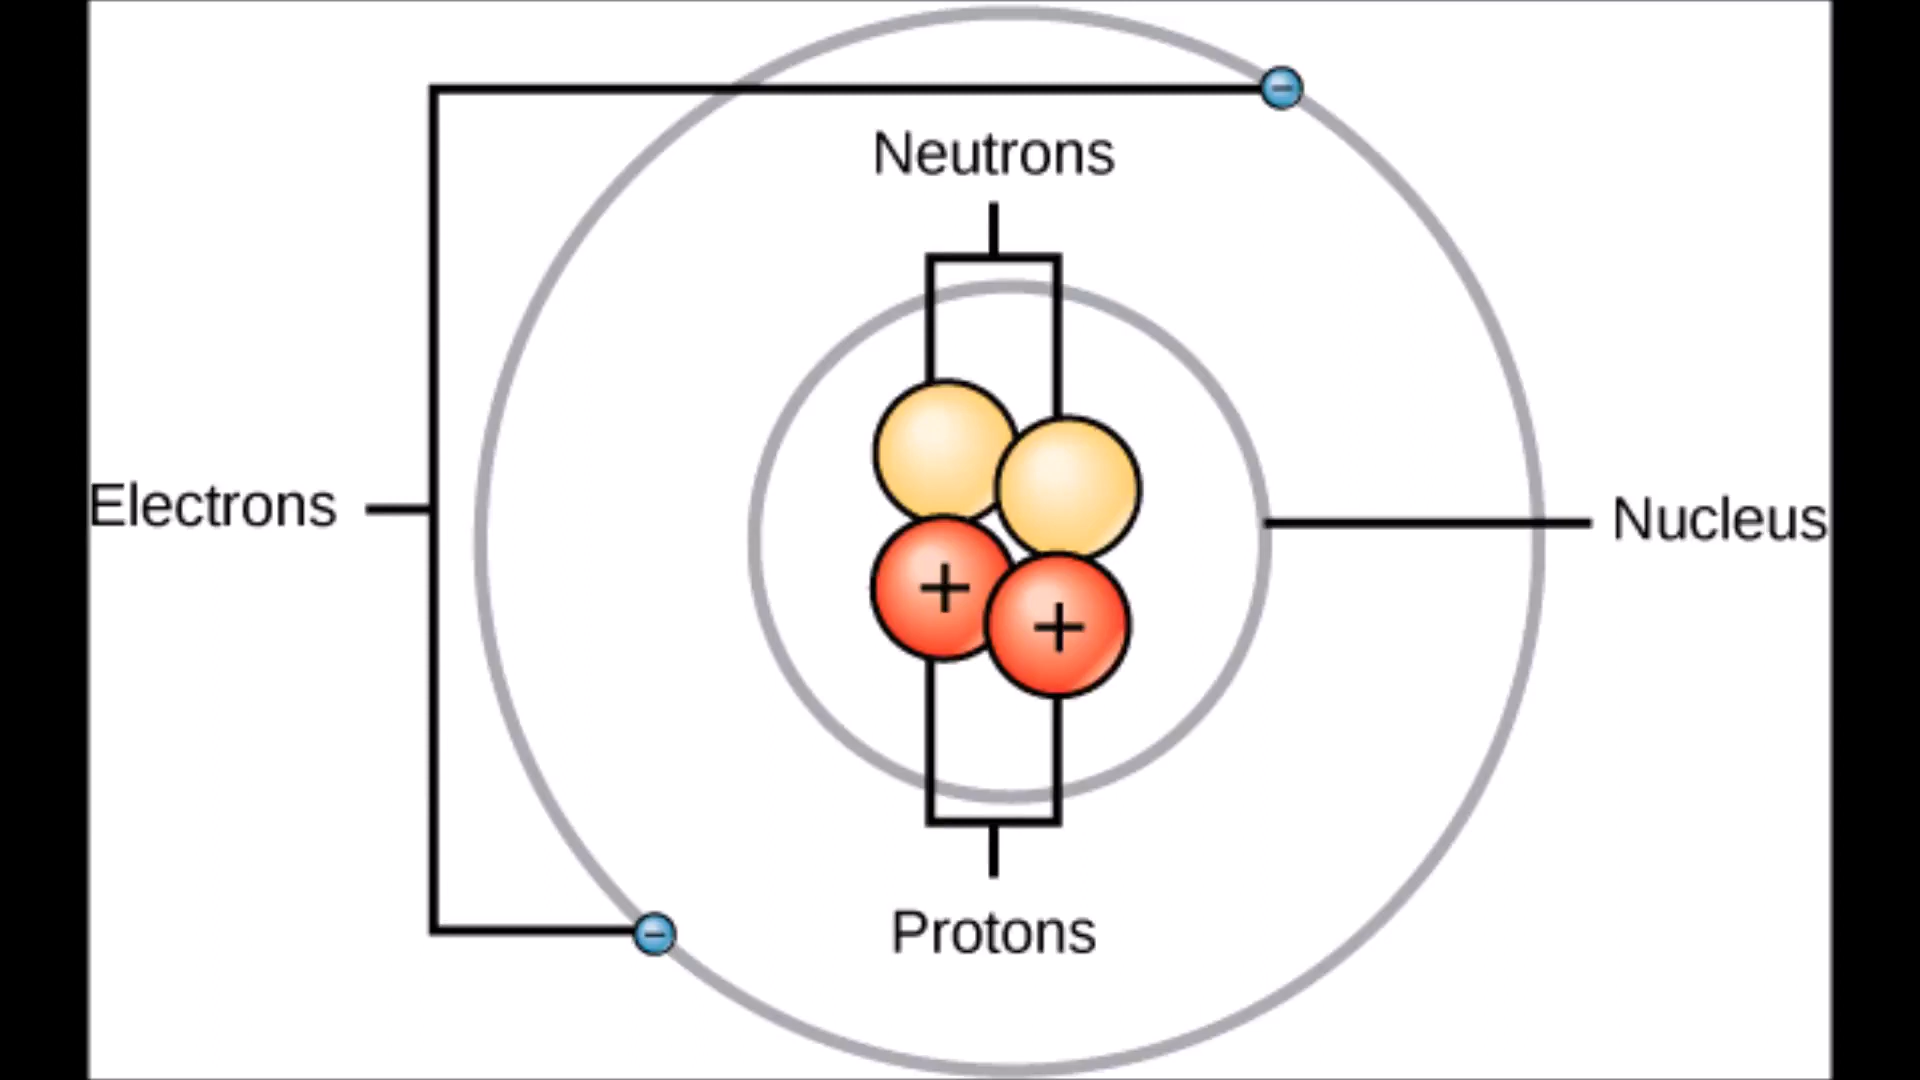 Neutrons
Electrons
Nucleus
+
+
−
−
Protons